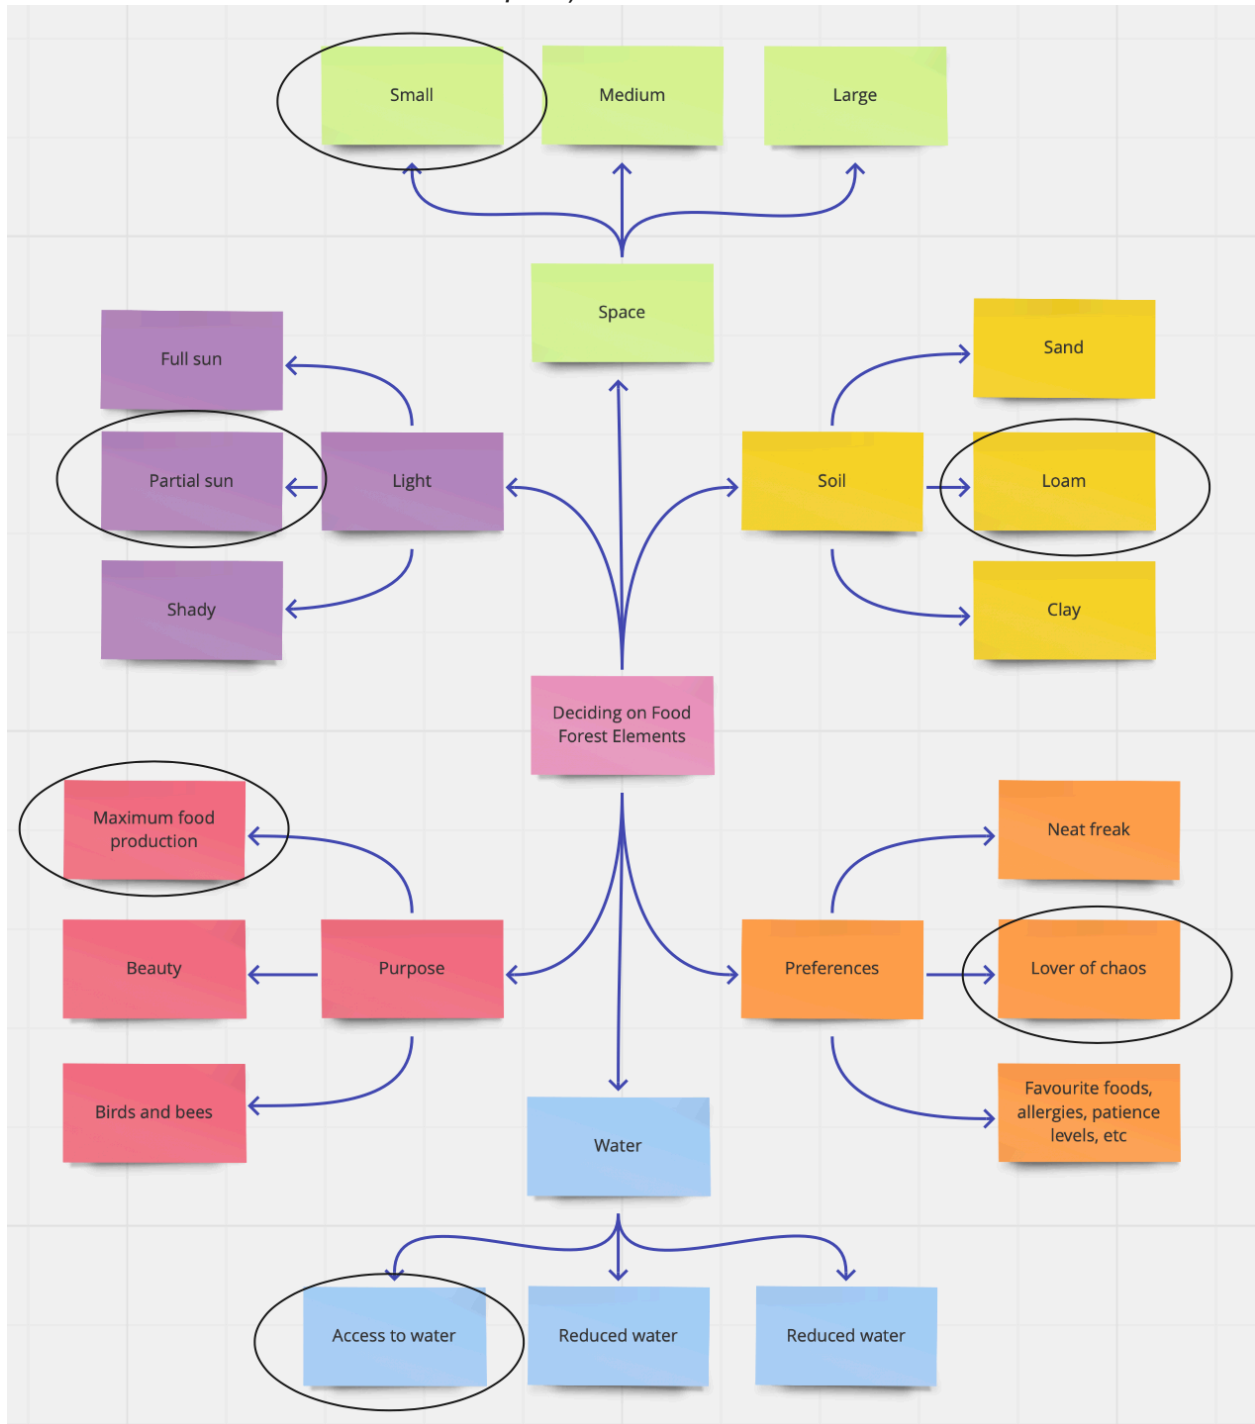 Small
Medium
Large
Space
Full sun
Partial sun
Shady
Light
Soil
Sand
Loam
Clay
Deciding on Food
Forest Elements
Maximum food
production
Beauty
Birds and bees
Purpose
Preferences
Neat freak
Lover of chaos
Favourite foods,
allergies, patience
levels, etc
Water
Access to water
Reduced water
Reduced water